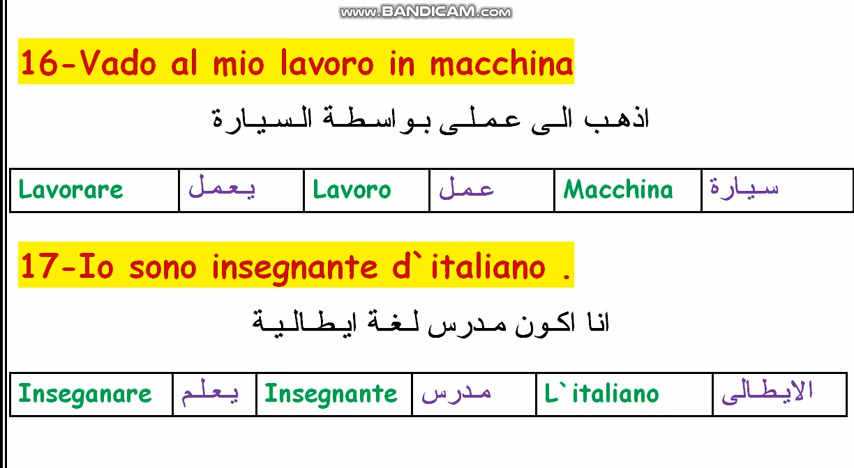 WWW.BANDICAM.COM
16-Vado al mio lavoro in macchina
اذهب الى عملى بواسطة السيارة
Lavorare يعمل Lavoro عمل Macchina سيارة
17-Io sono insegnante d`italiano .
انا اكون مدرس لغة ايطالية
Inseganare يعلم Insegnante مدرس L`italiano الايطالى